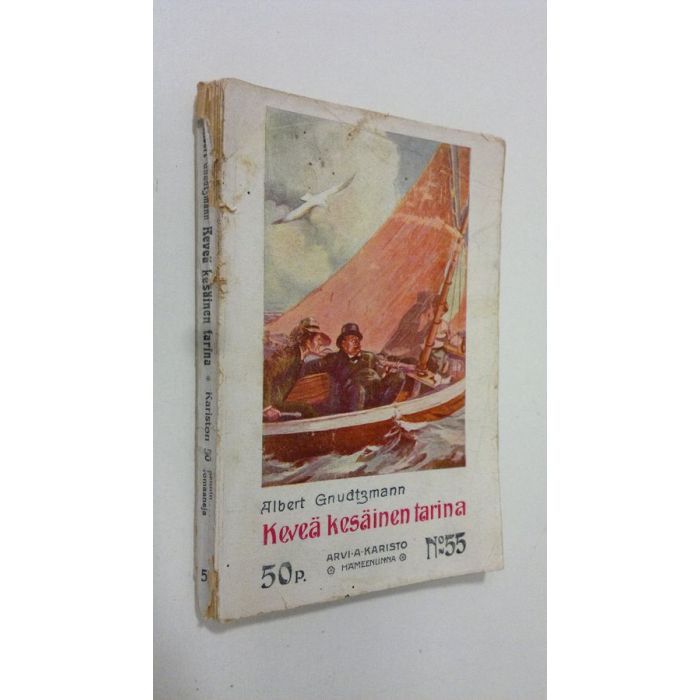 Albert Gnudtzmann
Keveä kesäinen tarina
ARVI·A·KARISTO
HÄMEENLINNA
50 P.
No 55
Gnudtzmann Keveä kesäinen tarina * Kariston 50 pennin romaaneja
5